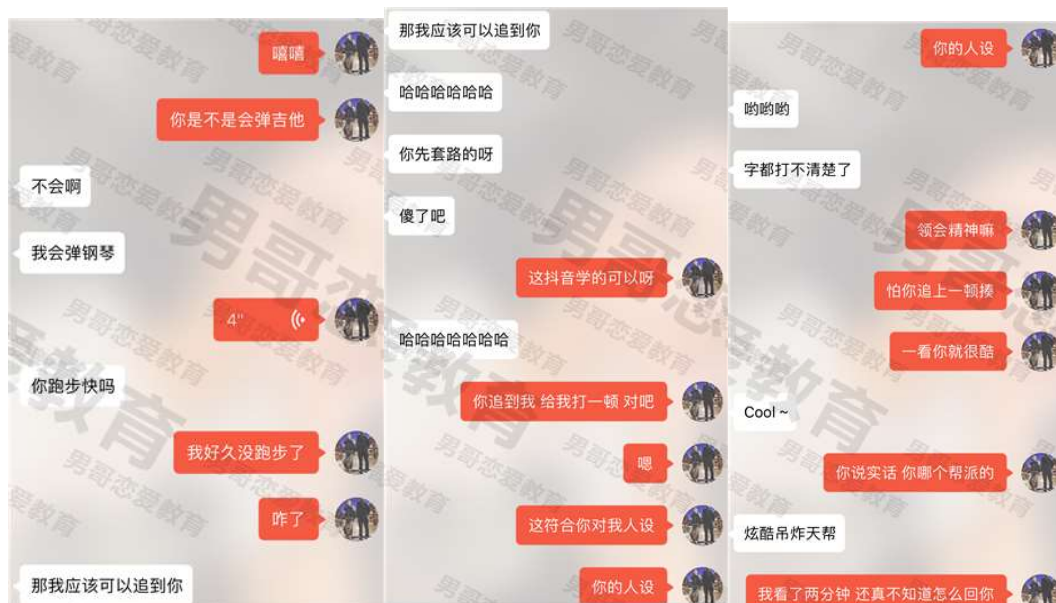 嘻嘻
你是不是会弹吉他
不会啊
我会弹钢琴
4"
你跑步快吗
我好久没跑步了
咋了
那我应该可以追到你
那我应该可以追到你
哈哈哈哈哈哈
你先套路的呀
傻了吧
这抖音学的可以呀
哈哈哈哈哈哈哈
你追到我 给我打一顿 对吧
嗯
这符合你对我人设
你的人设
你的人设
哟哟哟
字都打不清楚了
领会精神嘛
怕你追上一顿揍
一看你就很酷
Cool ~
你说实话 你哪个帮派的
炫酷吊炸天帮
我看了两分钟 还真不知道怎么回你
男哥恋爱教育